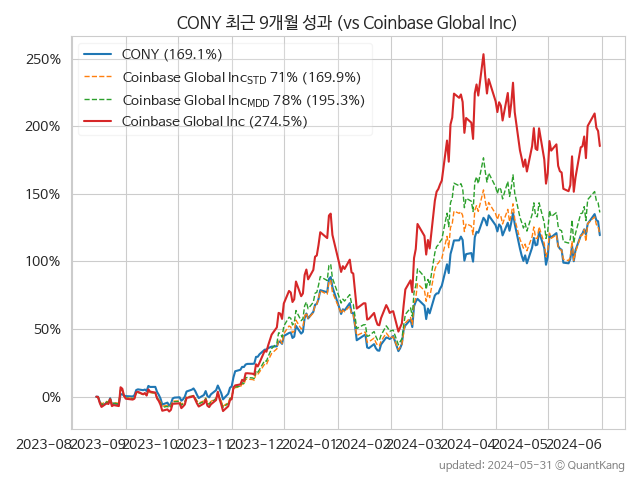 CONY 최근 9개월 성과 (vs Coinbase Global Inc)
CONY (169.1%)
Coinbase Global IncSTD 71% (169.9%)
Coinbase Global IncMDD 78% (195.3%)
Coinbase Global Inc (274.5%)
250%
200%
150%
100%
50%
0%
2023-08 2023-09 2023-10 2023-11 2023-12 2024-01 2024-02 2024-03 2024-04 2024-05 2024-06
updated: 2024-05-31 © QuantKang